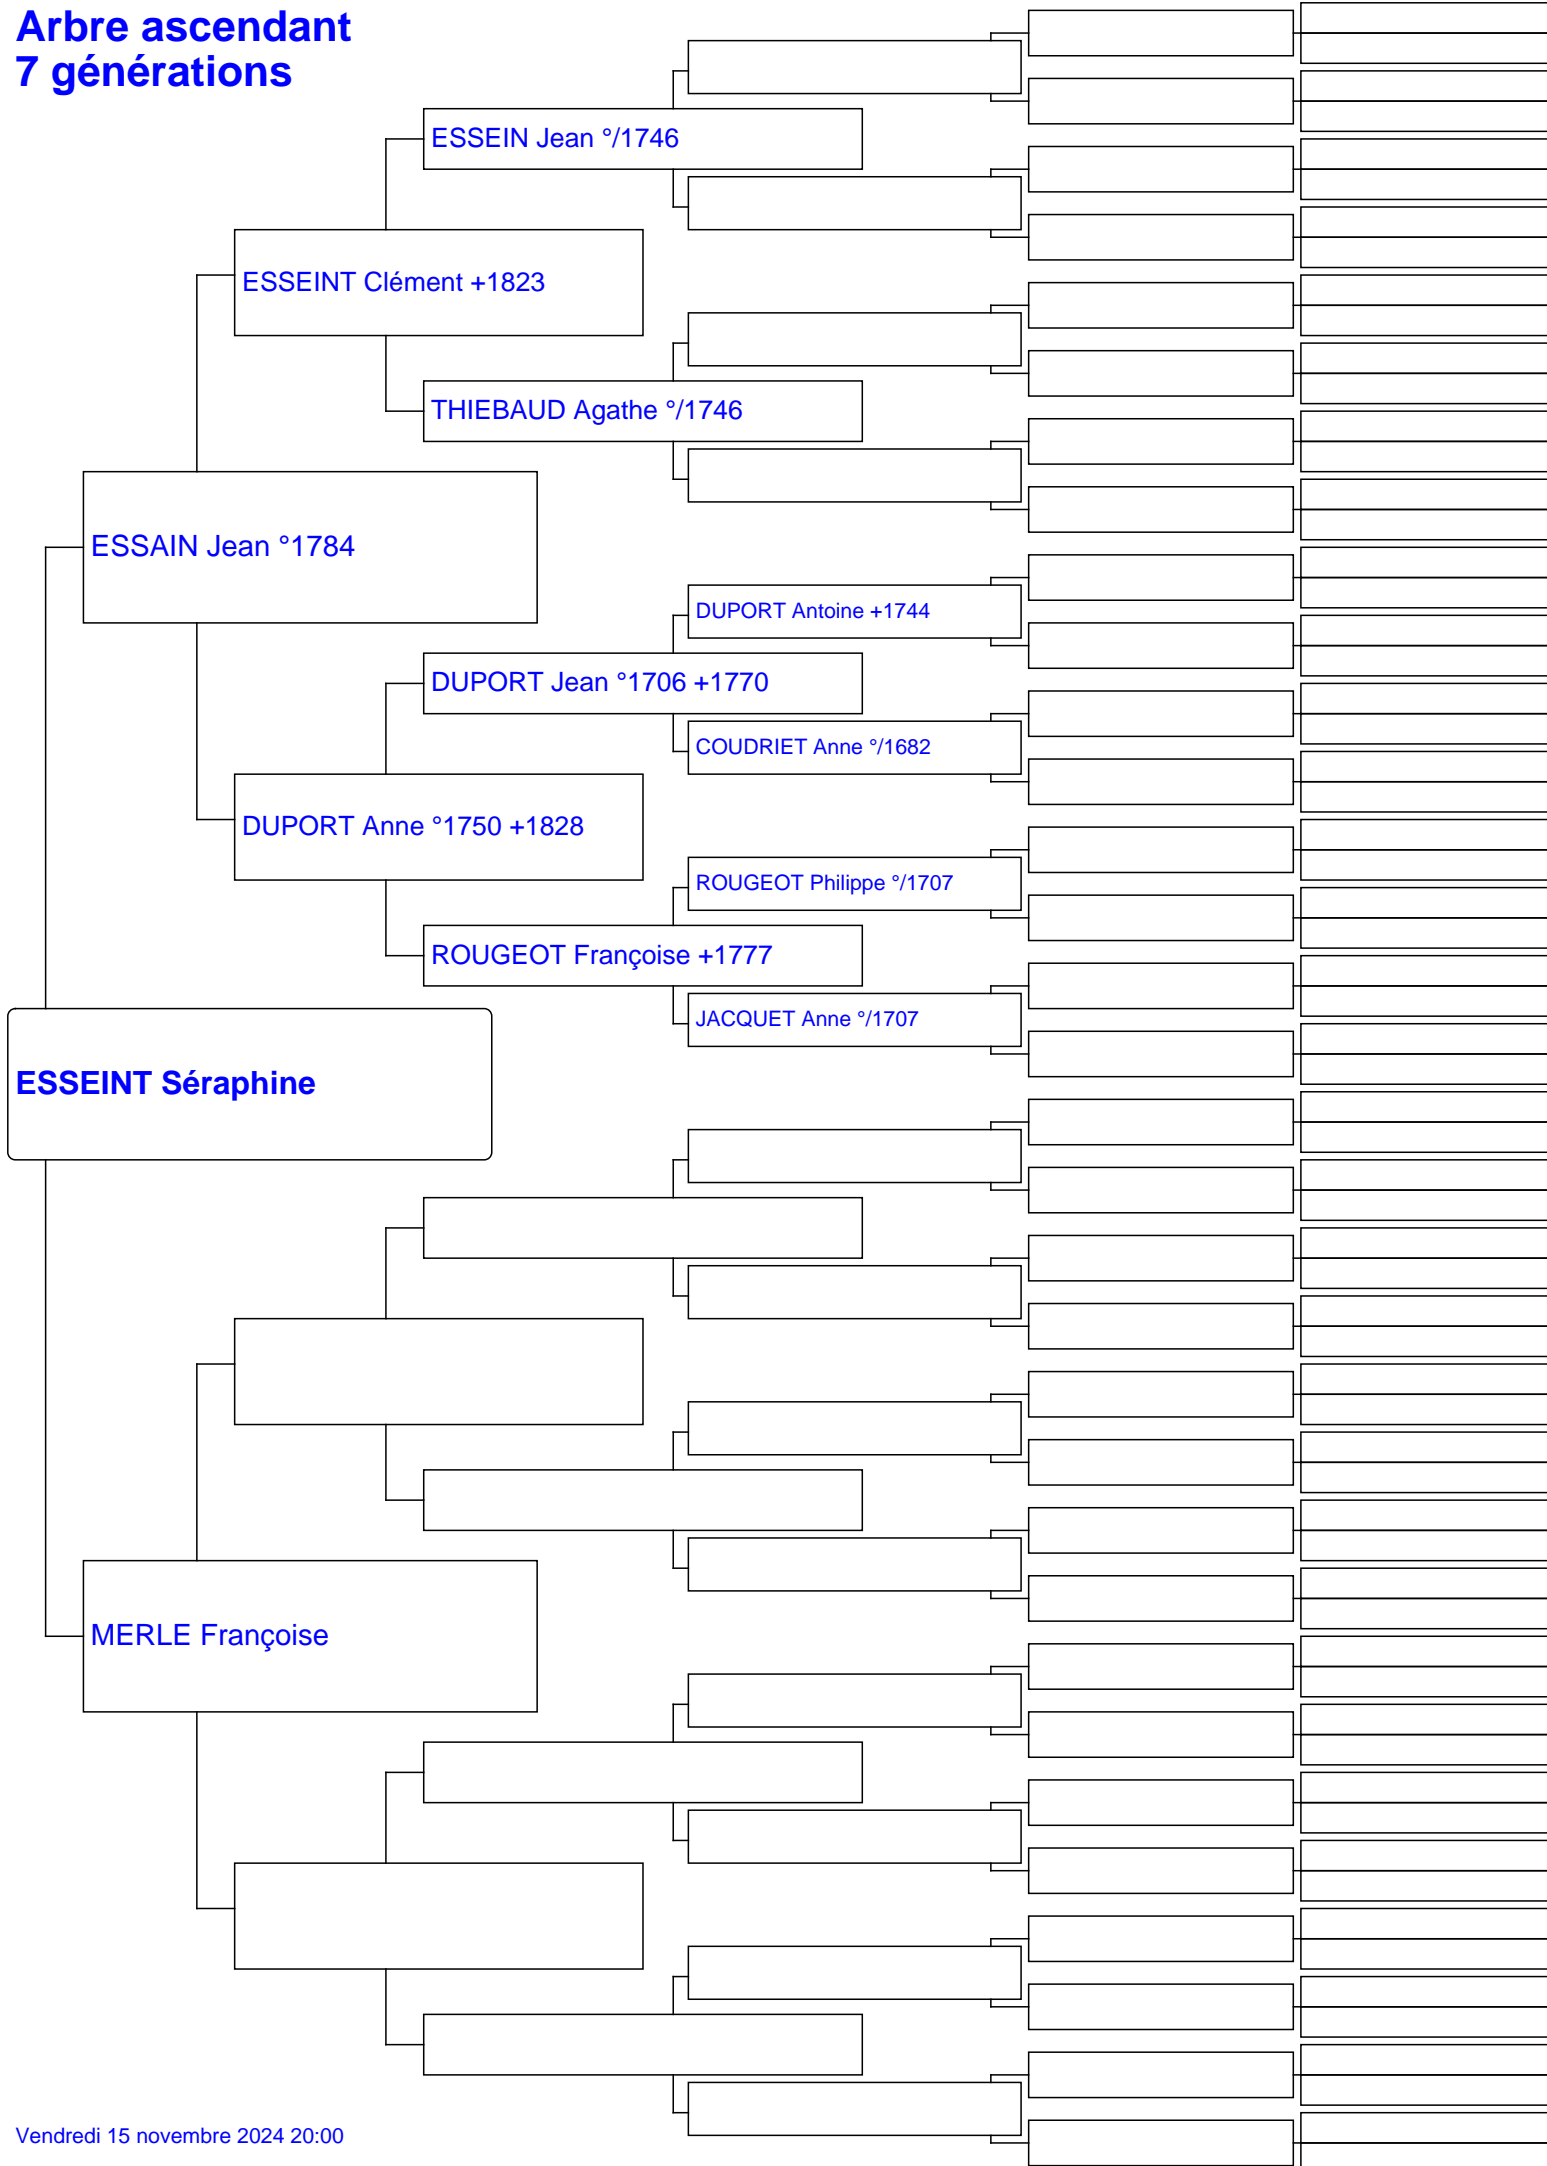 Arbre ascendant
7 générations
ESSEIN Jean °/1746
ESSEINT Clément +1823
THIEBAUD Agathe °/1746
ESSAIN Jean °1784
DUPORT Antoine +1744
DUPORT Jean °1706 +1770
COUDRIET Anne °/1682
DUPORT Anne °1750 +1828
ROUGEOT Philippe °/1707
ROUGEOT Françoise +1777
JACQUET Anne °/1707
ESSEINT Séraphine
MERLE Françoise
Vendredi 15 novembre 2024 20:00